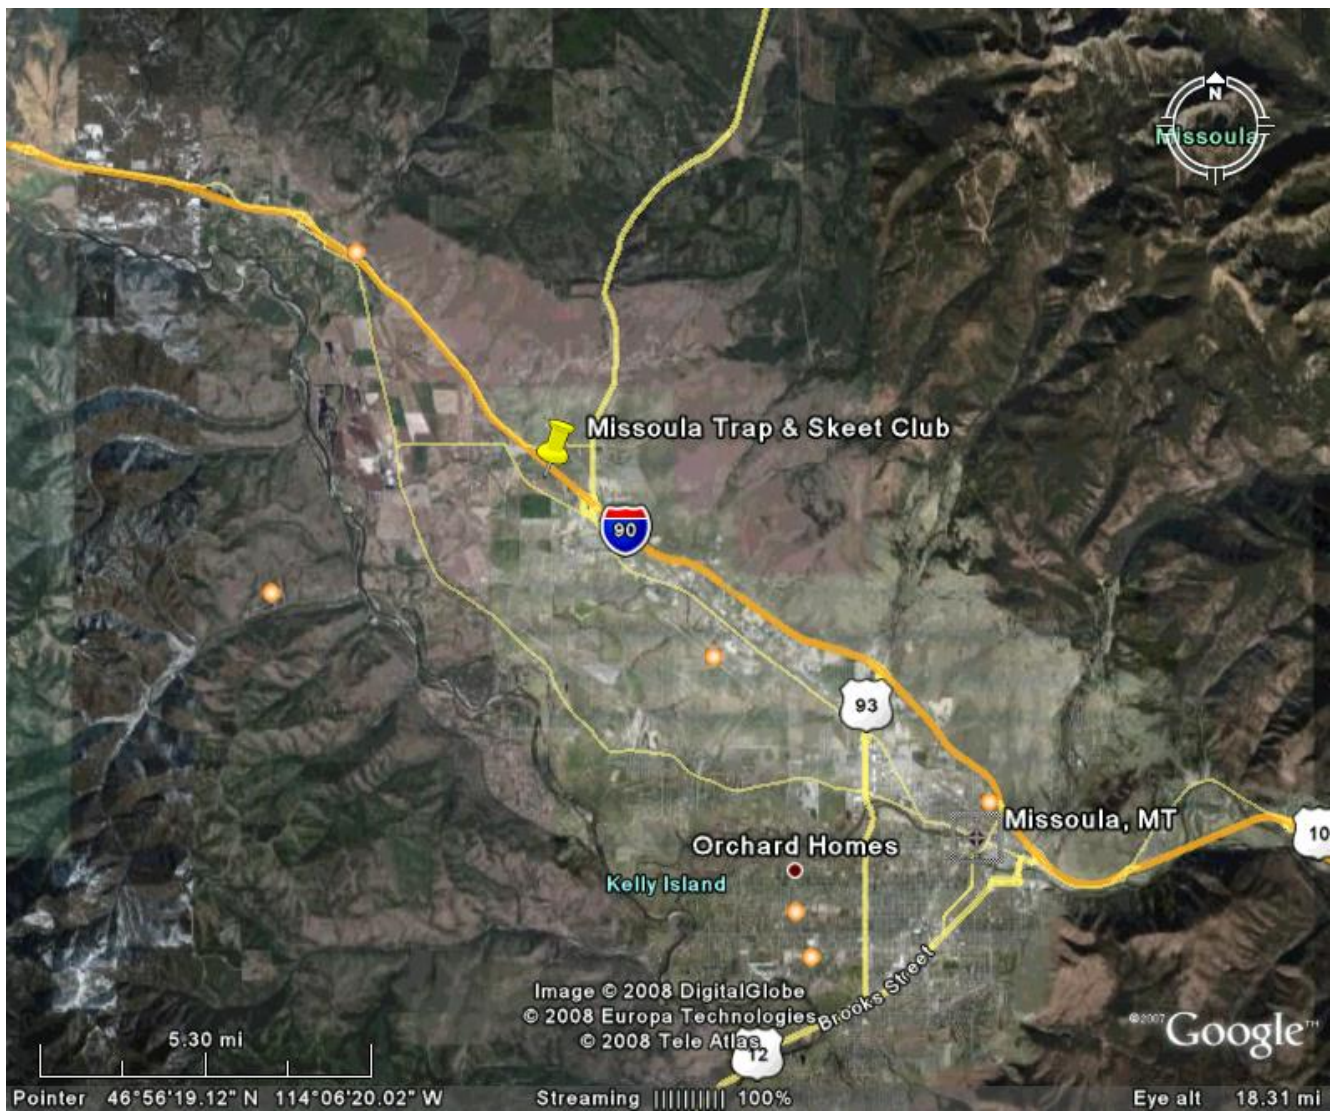 N
Missoula
Missoula Trap & Skeet Club
90
93
Missoula, MT
10
Orchard Homes
Kelly Island
Brooks Street
12
Image © 2008 DigitalGlobe
© 2008 Europa Technologies
© 2008 Tele Atlas
©2007 Google™
5.30 mi
Pointer 46°56'19.12" N 114°06'20.02" W Streaming ||||||||| 100% Eye alt 18.31 mi